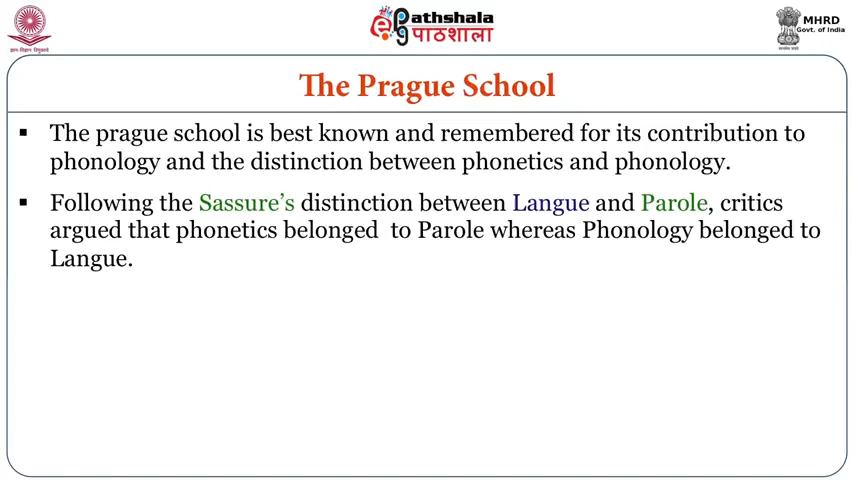 ज्ञान-विज्ञान विमुक्तये
ePgPathshala
पाठशाला
MHRD
Govt. of India
The Prague School
▪ The prague school is best known and remembered for its contribution to
phonology and the distinction between phonetics and phonology.
▪ Following the Sassure’s distinction between Langue and Parole, critics
argued that phonetics belonged  to Parole whereas Phonology belonged to
Langue.